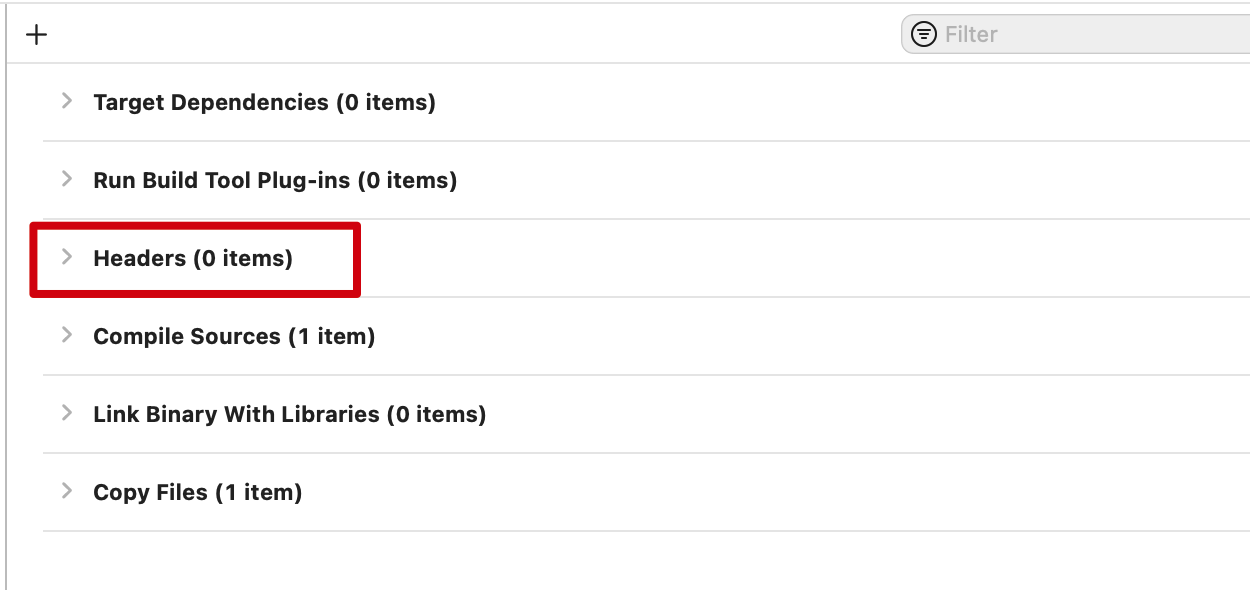 Filter
Target Dependencies (0 items)
Run Build Tool Plug-ins (0 items)
Headers (0 items)
Compile Sources (1 item)
Link Binary With Libraries (0 items)
Copy Files (1 item)